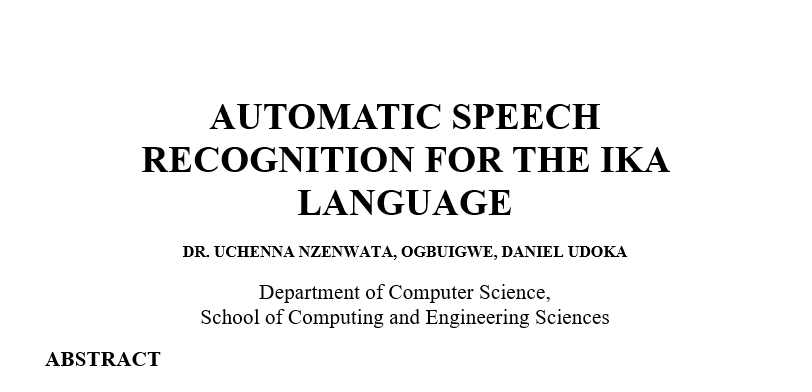 AUTOMATIC SPEECH
RECOGNITION FOR THE IKA
LANGUAGE
DR. UCHENNA NZENWATA, OGBUIGWE, DANIEL UDOKA
Department of Computer Science,
School of Computing and Engineering Sciences
ABSTRACT